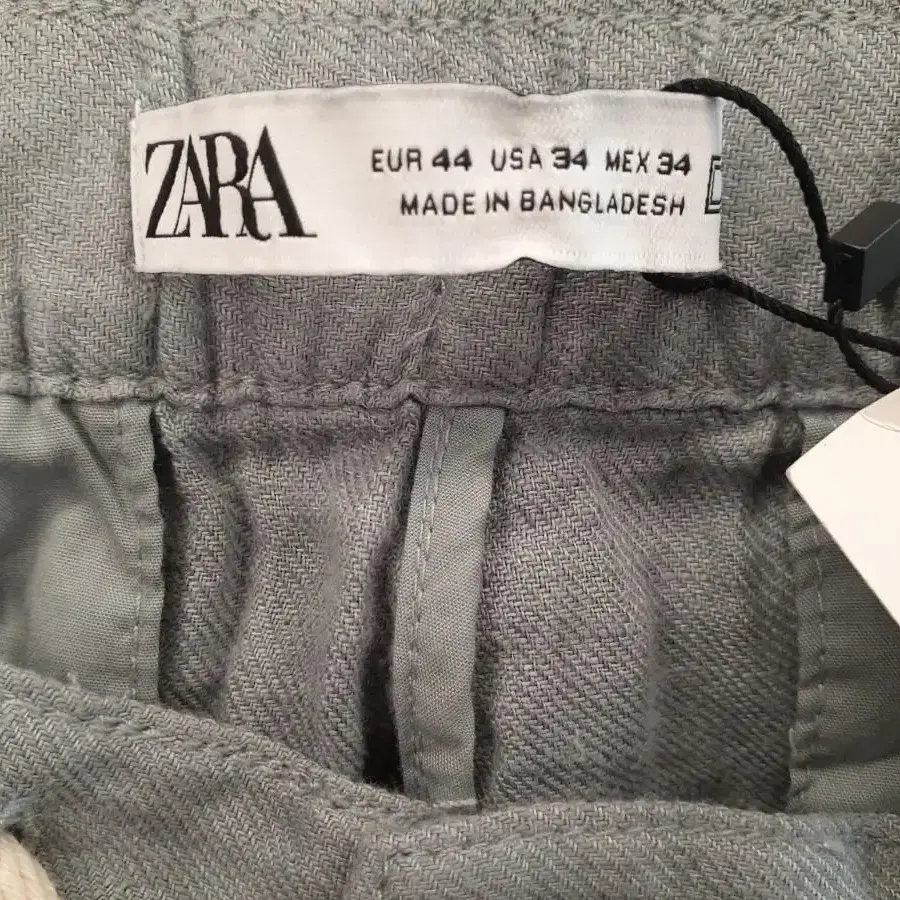 ZARA
EUR 44 USA 34 MEX 34
MADE IN BANGLADESH